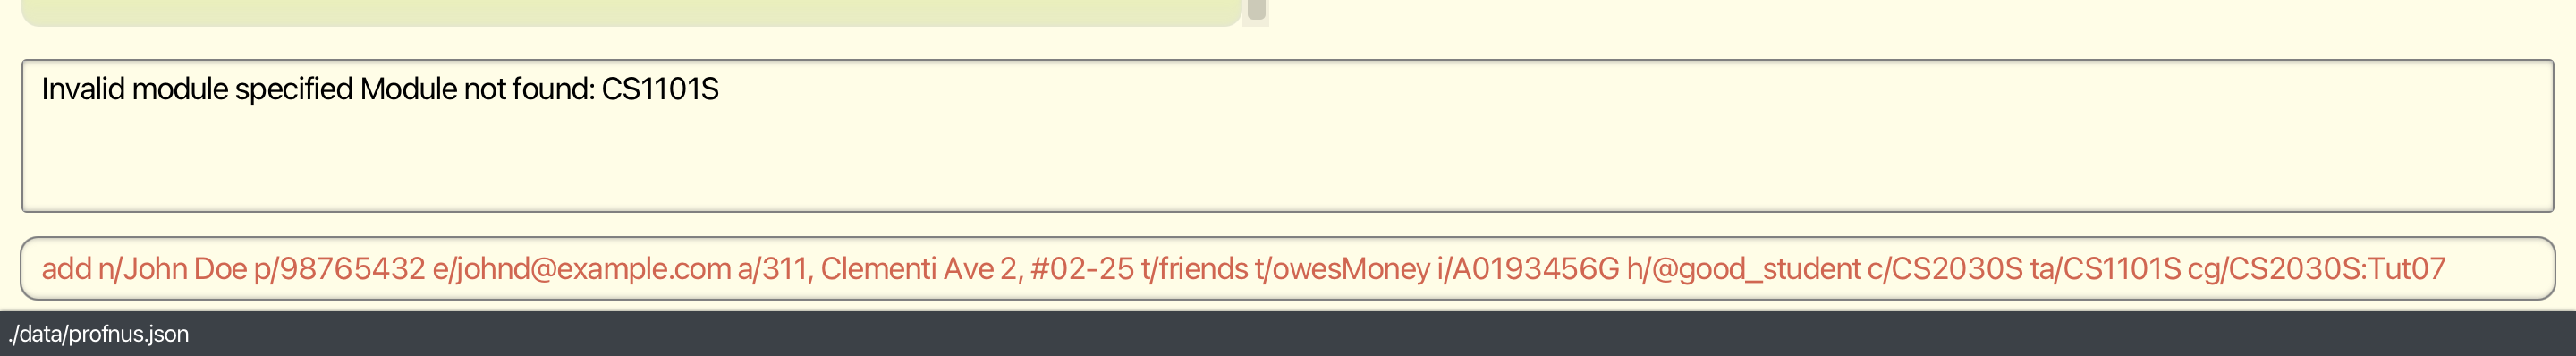 Invalid module specified Module not found: CS1101S
add n/John Doe p/98765432 e/johnd@example.com a/311, Clementi Ave 2, #02-25 t/friends t/owesMoney i/A0193456G h/@good_student c/CS2030S ta/CS1101S cg/CS2030S:Tut07
./data/profnus.json